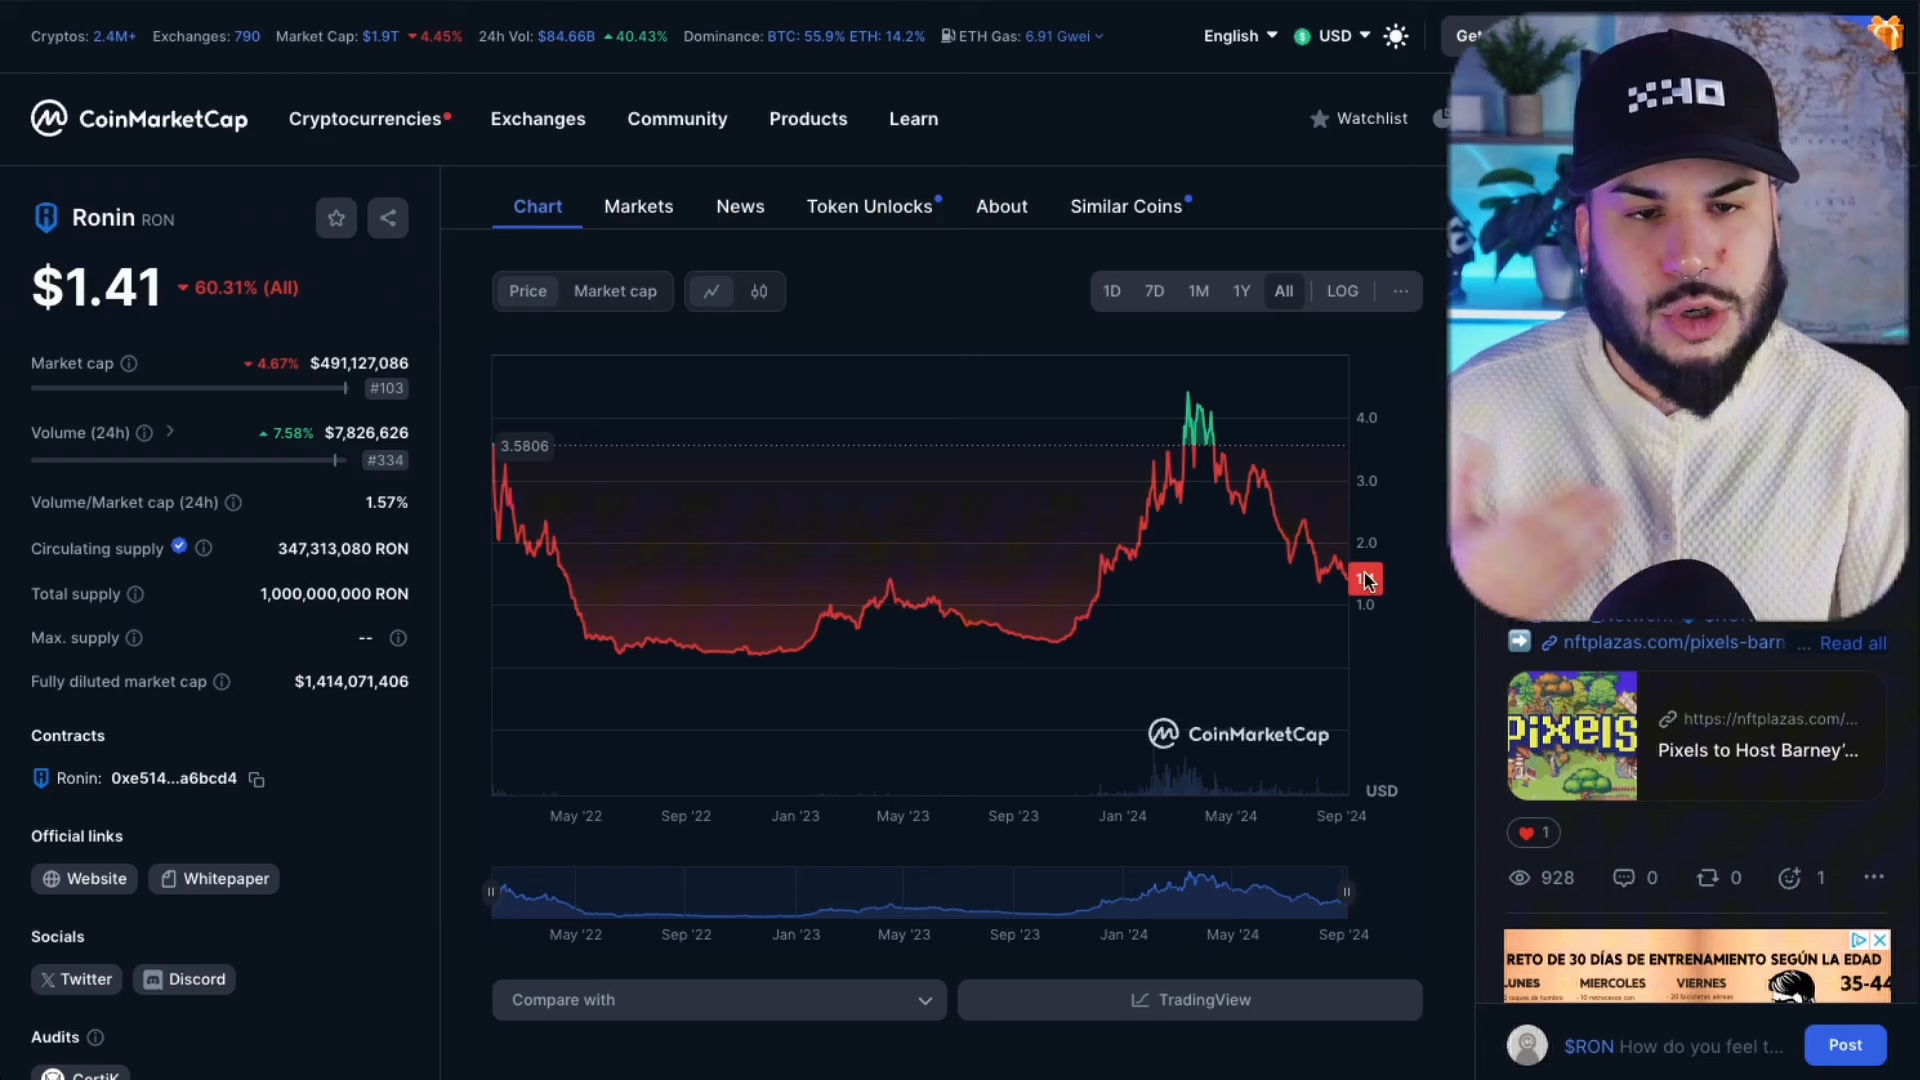 Cryptos: 2.4M+ Exchanges: 790 Market Cap: $1.9T 4.45% 24h Vol: $84.66B 40.43% Dominance: BTC: 55.9% ETH: 14.2% ETH Gas: 6.91 Gwei
English USD Get
CoinMarketCap Cryptocurrencies Exchanges Community Products Learn Watchlist
Ronin RON
$1.41 60.31% (All)
Market cap 4.67% $491,127,086
#103
Volume (24h) 7.58% $7,826,626
#334
Volume/Market cap (24h) 1.57%
Circulating supply 347,313,080 RON
Total supply 1,000,000,000 RON
Max. supply --
Fully diluted market cap $1,414,071,406
Contracts
Ronin: 0xe514...a6bcd4
Official links
Website Whitepaper
Socials
Twitter Discord
Audits
CertiK
Chart Markets News Token Unlocks About Similar Coins
Price Market cap
1D 7D 1M 1Y All LOG ...
3.5806
4.0
3.0
2.0
1.0
CoinMarketCap
USD
May '22 Sep '22 Jan '23 May '23 Sep '23 Jan '24 May '24 Sep '24
May '22 Sep '22 Jan '23 May '23 Sep '23 Jan '24 May '24 Sep '24
Compare with TradingView
nftplazas.com/pixels-barn ... Read all
pixels
https://nftplazas.com/...
Pixels to Host Barney'...
1
928 0 0 1 ...
RETO DE 30 DÍAS DE ENTRENAMIENTO SEGÚN LA EDAD
LUNES MIERCOLES VIERNES 35-44
$RON How do you feel t... Post